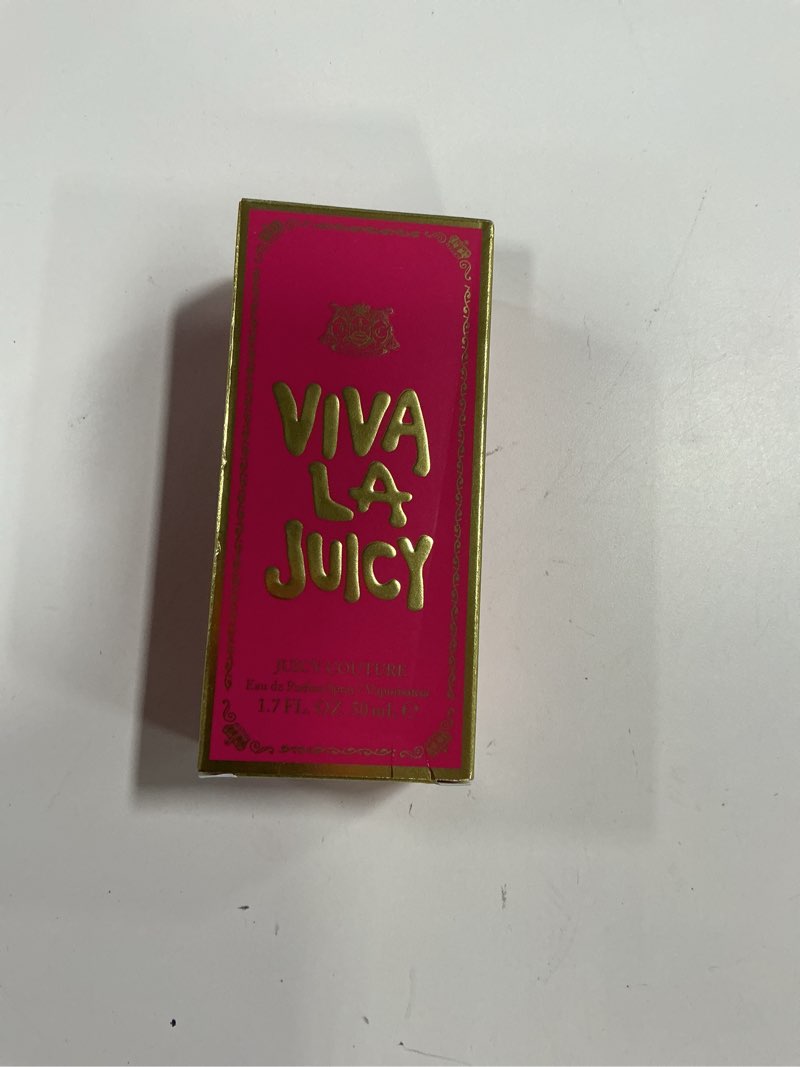 VIVA
LA
JUICY
JUICY COUTURE
Eau de Parfum Spray Vaporisateur
1.7 FL. OZ. 50 mL ℮